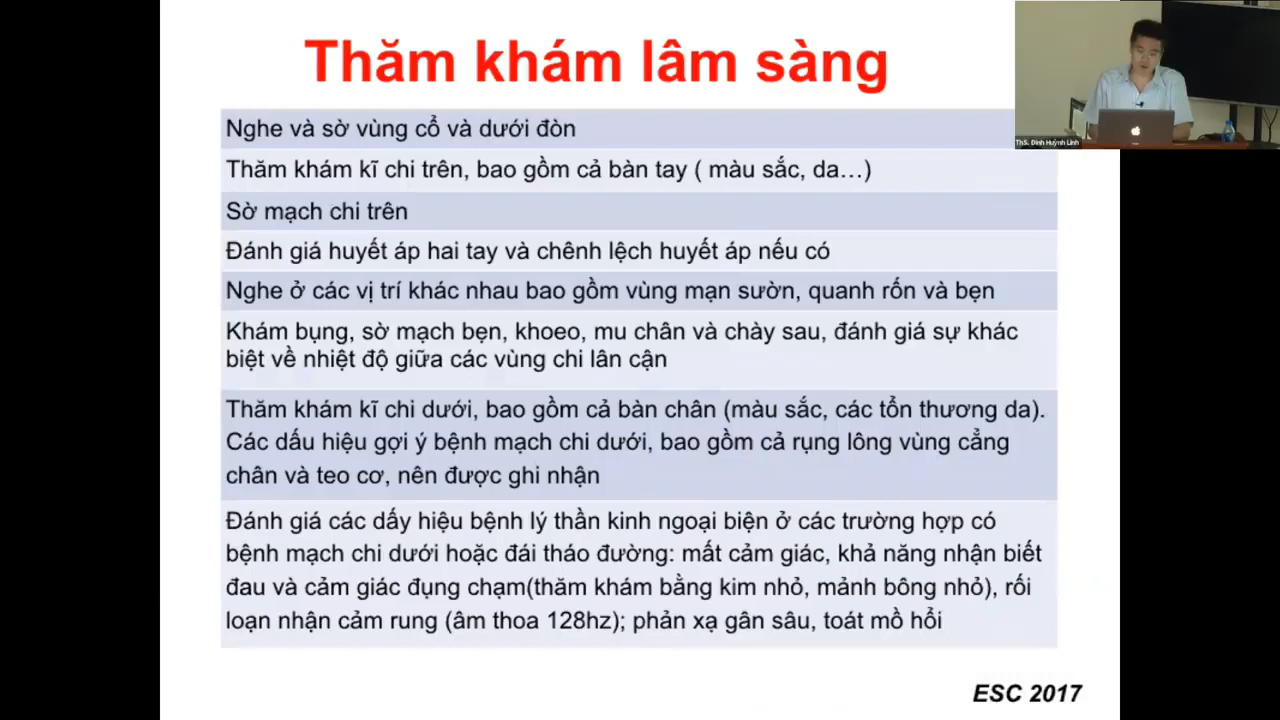 Thăm khám lâm sàng
ThS. Đinh Huỳnh Linh
Nghe và sờ vùng cổ và dưới đòn
Thăm khám kĩ chi trên, bao gồm cả bàn tay ( màu sắc, da…)
Sờ mạch chi trên
Đánh giá huyết áp hai tay và chênh lệch huyết áp nếu có
Nghe ở các vị trí khác nhau bao gồm vùng mạn sườn, quanh rốn và bẹn
Khám bụng, sờ mạch bẹn, khoeo, mu chân và chày sau, đánh giá sự khác
biệt về nhiệt độ giữa các vùng chi lân cận
Thăm khám kĩ chi dưới, bao gồm cả bàn chân (màu sắc, các tổn thương da).
Các dấu hiệu gợi ý bệnh mạch chi dưới, bao gồm cả rụng lông vùng cẳng
chân và teo cơ, nên được ghi nhận
Đánh giá các dấy hiệu bệnh lý thần kinh ngoại biện ở các trường hợp có
bệnh mạch chi dưới hoặc đái tháo đường: mất cảm giác, khả năng nhận biết
đau và cảm giác đụng chạm(thăm khám bằng kim nhỏ, mảnh bông nhỏ), rối
loạn nhận cảm rung (âm thoa 128hz); phản xạ gân sâu, toát mồ hổi
ESC 2017